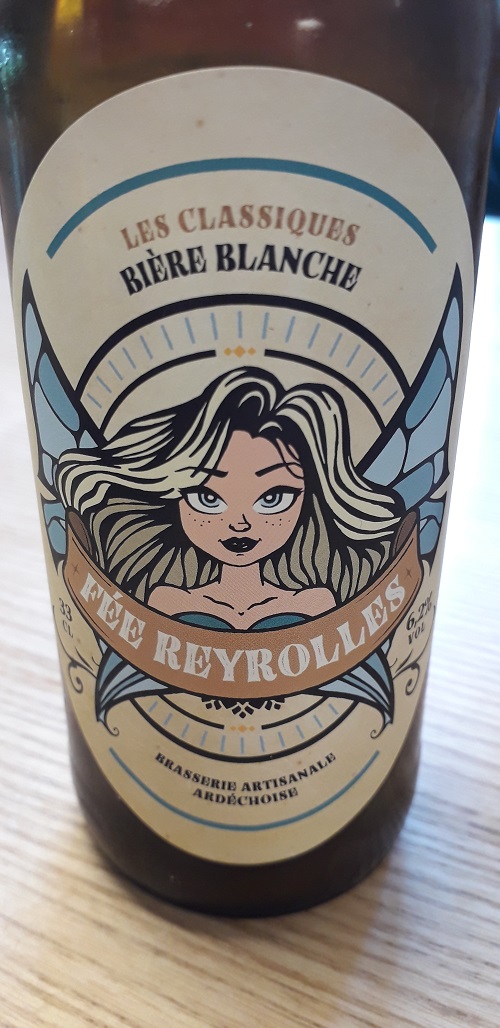 LES CLASSIQUES
BIÈRE BLANCHE
FÉE REYROLLES
33
CL
6,2%
VOL
BRASSERIE ARTISANALE
ARDÉCHOISE